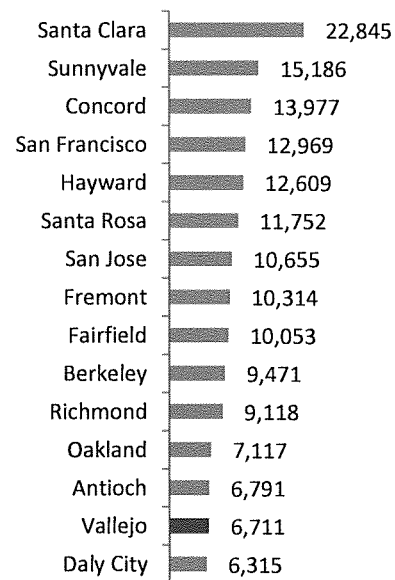 Santa Clara 22,845
Sunnyvale 15,186
Concord 13,977
San Francisco 12,969
Hayward 12,609
Santa Rosa 11,752
San Jose 10,655
Fremont 10,314
Fairfield 10,053
Berkeley 9,471
Richmond 9,118
Oakland 7,117
Antioch 6,791
Vallejo 6,711
Daly City 6,315